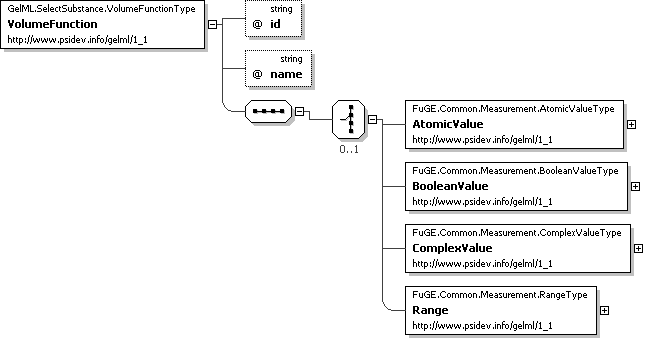 GelML.SelectSubstance.VolumeFunctionType
VolumeFunction
http://www.psidev.info/gelml/1_1
string
@ id
string
@ name
0..1
FuGE.Common.Measurement.AtomicValueType
AtomicValue
http://www.psidev.info/gelml/1_1
FuGE.Common.Measurement.BooleanValueType
BooleanValue
http://www.psidev.info/gelml/1_1
FuGE.Common.Measurement.ComplexValueType
ComplexValue
http://www.psidev.info/gelml/1_1
FuGE.Common.Measurement.RangeType
Range
http://www.psidev.info/gelml/1_1